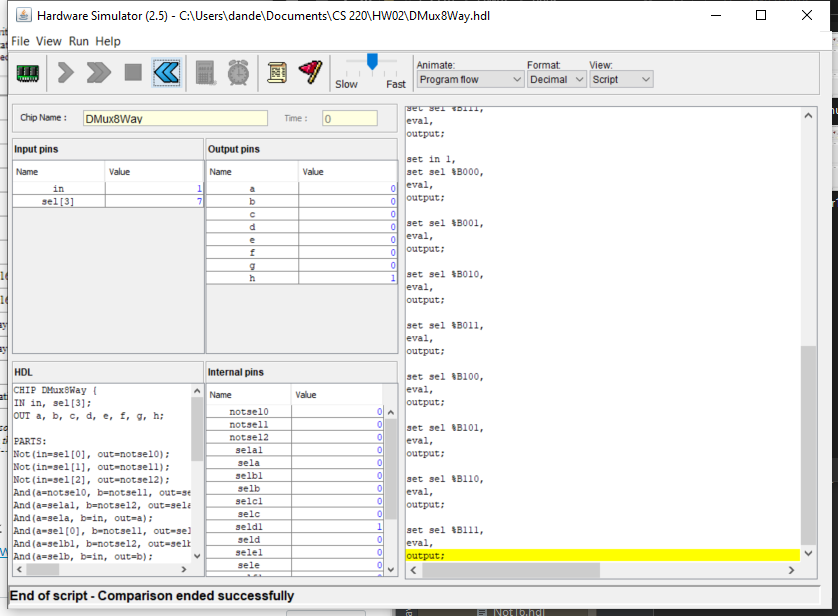 Hardware Simulator (2.5) - C:\Users\dande\Documents\CS 220\HW02\DMux8Way.hdl
File View Run Help
Animate:
Format:
View:
Slow
Fast
Program flow
Decimal
Script
Chip Name :
DMux8Way
Time :
0
Input pins
Name Value
in 1
sel[3] 7
Output pins
Name Value
a 0
b 0
c 0
d 0
e 0
f 0
g 0
h 1
HDL
CHIP DMux8Way {
IN in, sel[3];
OUT a, b, c, d, e, f, g, h;
PARTS:
Not(in=sel[0], out=notsel0);
Not(in=sel[1], out=notsel1);
Not(in=sel[2], out=notsel2);
And(a=notsel0, b=notsel1, out=se
And(a=sela1, b=notsel2, out=sela
And(a=sela, b=in, out=a);
And(a=sel[0], b=notsel1, out=sel
And(a=selb1, b=notsel2, out=selb
And(a=selb, b=in, out=b);
Internal pins
Name Value
notsel0 0
notsel1 0
notsel2 0
sela1 0
sela 0
selb1 0
selb 0
selc1 0
selc 0
seld1 1
seld 0
sele1 0
sele 0
set sel %B111,
eval,
output;
set in 1,
set sel %B000,
eval,
output;
set sel %B001,
eval,
output;
set sel %B010,
eval,
output;
set sel %B011,
eval,
output;
set sel %B100,
eval,
output;
set sel %B101,
eval,
output;
set sel %B110,
eval,
output;
set sel %B111,
eval,
output;
End of script - Comparison ended successfully
Not16.hdl